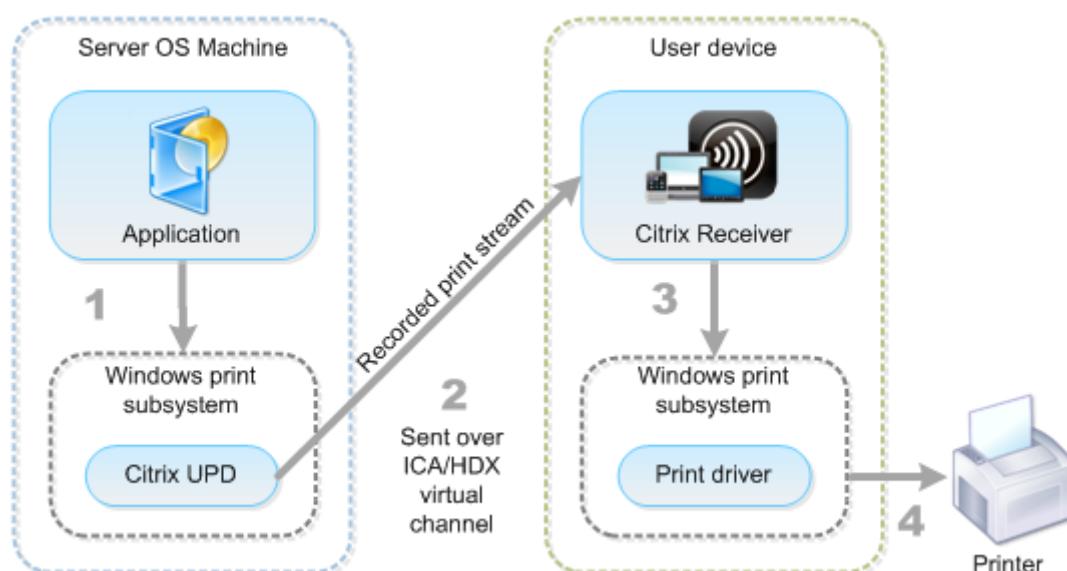 Server OS Machine
Application
1
Windows print
subsystem
Citrix UPD
Recorded print stream
2
Sent over
ICA/HDX
virtual
channel
User device
Citrix Receiver
3
Windows print
subsystem
Print driver
4
Printer